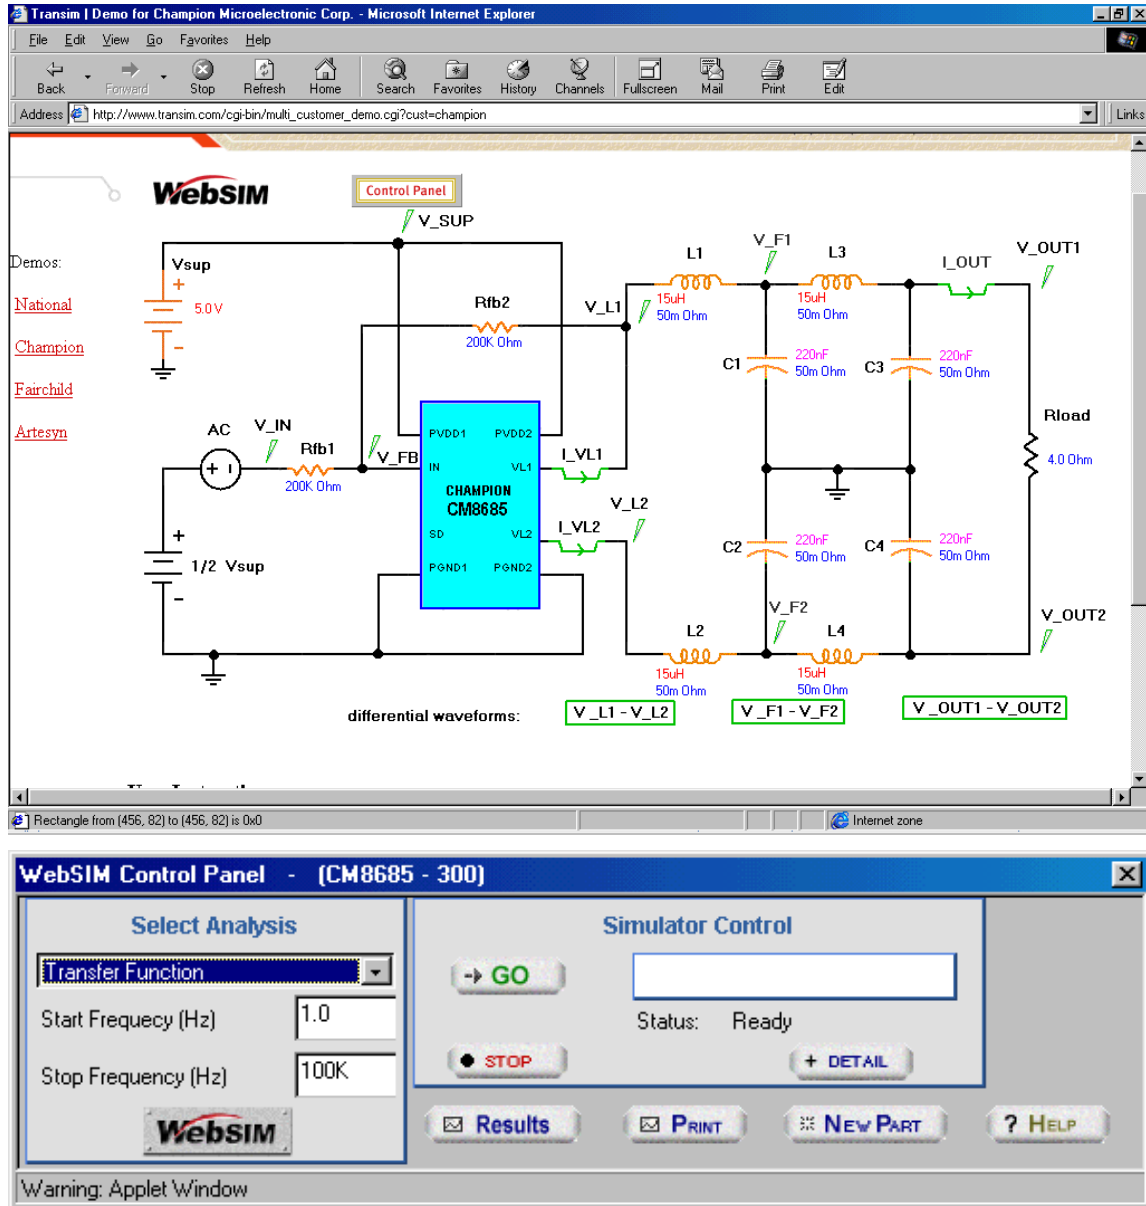 Transim | Demo for Champion Microelectronic Corp. - Microsoft Internet Explorer
File Edit View Go Favorites Help
Back Forward Stop Refresh Home Search Favorites History Channels Fullscreen Mail Print Edit
Address http://www.transim.com/cgi-bin/multi_customer_demo.cgi?cust=champion Links
WebSIM
Control Panel
V_SUP
Demos:
National
Champion
Fairchild
Artesyn
Vsup
+
5.0V
-
Rfb2
200K Ohm
V_L1
L1
15uH
50m Ohm
V_F1
L3
15uH
50m Ohm
I_OUT
V_OUT1
C1
220nF
50m Ohm
C3
220nF
50m Ohm
Rload
4.0 Ohm
AC
V_IN
Rfb1
200K Ohm
V_FB
PVDD1 PVDD2
IN VL1
CHAMPION
CM8685
SD VL2
PGND1 PGND2
I_VL1
I_VL2
V_L2
+
1/2 Vsup
-
C2
220nF
50m Ohm
C4
220nF
50m Ohm
V_F2
L2
15uH
50m Ohm
L4
15uH
50m Ohm
V_OUT2
differential waveforms:
V_L1 - V_L2
V_F1 - V_F2
V_OUT1 - V_OUT2
Rectangle from (456, 82) to (456, 82) is 0x0
Internet zone
WebSIM Control Panel - (CM8685 - 300)
Select Analysis
Transfer Function
Start Frequecy (Hz) 1.0
Stop Frequency (Hz) 100K
WebSIM
Simulator Control
GO
Status: Ready
STOP
+ DETAIL
Results
PRINT
NEW PART
? HELP
Warning: Applet Window